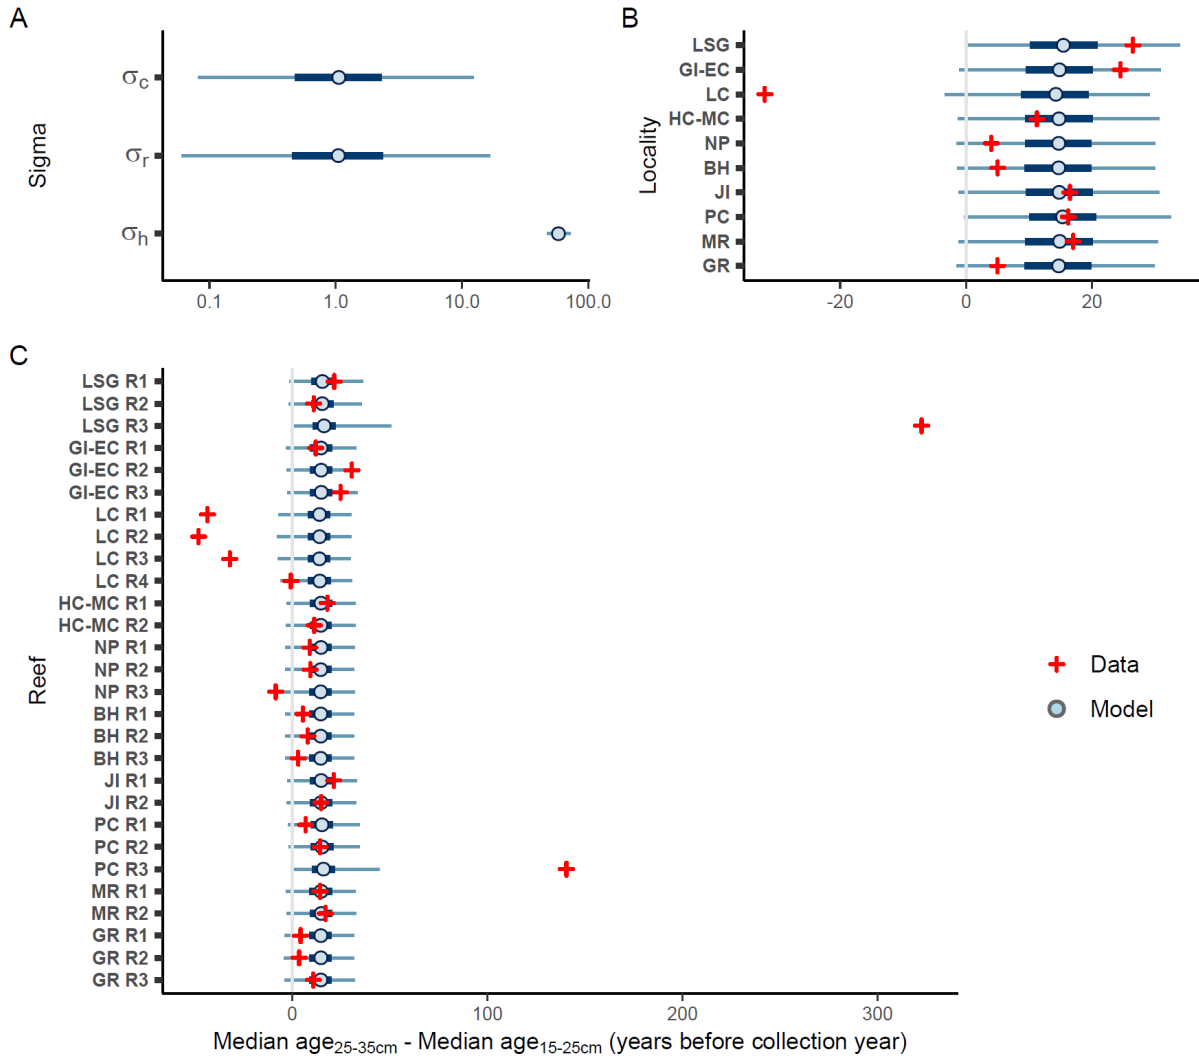 A
σc
σr
σh
Sigma
0.1 1.0 10.0 100.0
B
LSG
GI-EC
LC
HC-MC
NP
BH
JI
PC
MR
GR
Locality
-20 0 20
C
LSG R1
LSG R2
LSG R3
GI-EC R1
GI-EC R2
GI-EC R3
LC R1
LC R2
LC R3
LC R4
HC-MC R1
HC-MC R2
NP R1
NP R2
NP R3
BH R1
BH R2
BH R3
JI R1
JI R2
PC R1
PC R2
PC R3
MR R1
MR R2
GR R1
GR R2
GR R3
Reef
Data
Model
0 100 200 300
Median age25-35cm - Median age15-25cm (years before collection year)